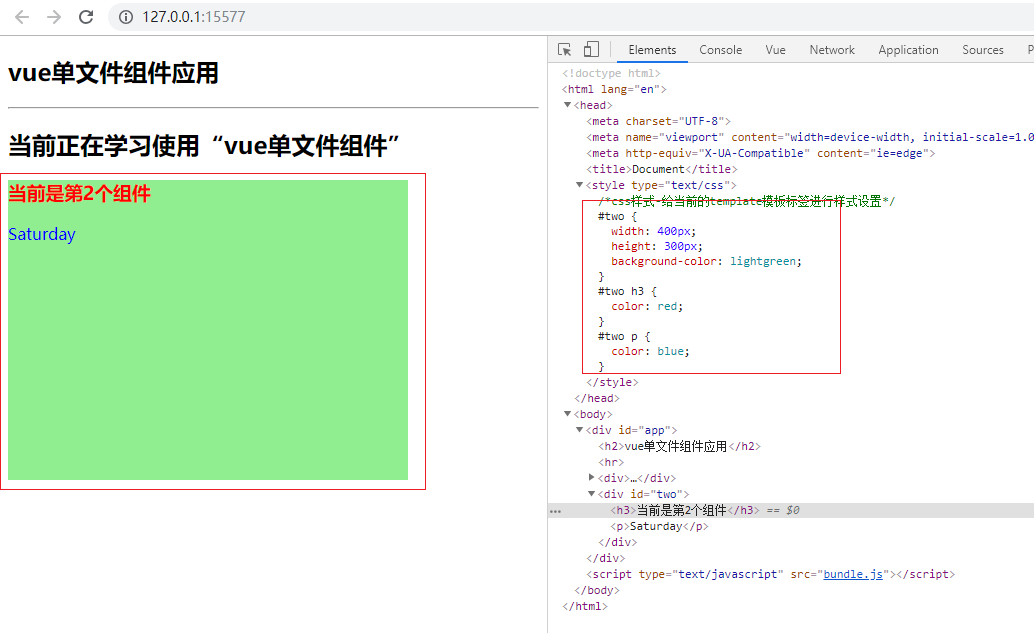 127.0.0.1:15577
vue单文件组件应用
当前正在学习使用“vue单文件组件”
当前是第2个组件
Saturday
Elements Console Vue Network Application Sources P
<!doctype html>
<html lang="en">
<head>
<meta charset="UTF-8">
<meta name="viewport" content="width=device-width, initial-scale=1.0
<meta http-equiv="X-UA-Compatible" content="ie=edge">
<title>Document</title>
<style type="text/css">
/*css样式-给当前的template模板标签进行样式设置*/
#two {
width: 400px;
height: 300px;
background-color: lightgreen;
}
#two h3 {
color: red;
}
#two p {
color: blue;
}
</style>
</head>
<body>
<div id="app">
<h2>vue单文件组件应用</h2>
<hr>
<div>…</div>
<div id="two">
<h3>当前是第2个组件</h3> == $0
<p>Saturday</p>
</div>
</div>
<script type="text/javascript" src="bundle.js"></script>
</body>
</html>